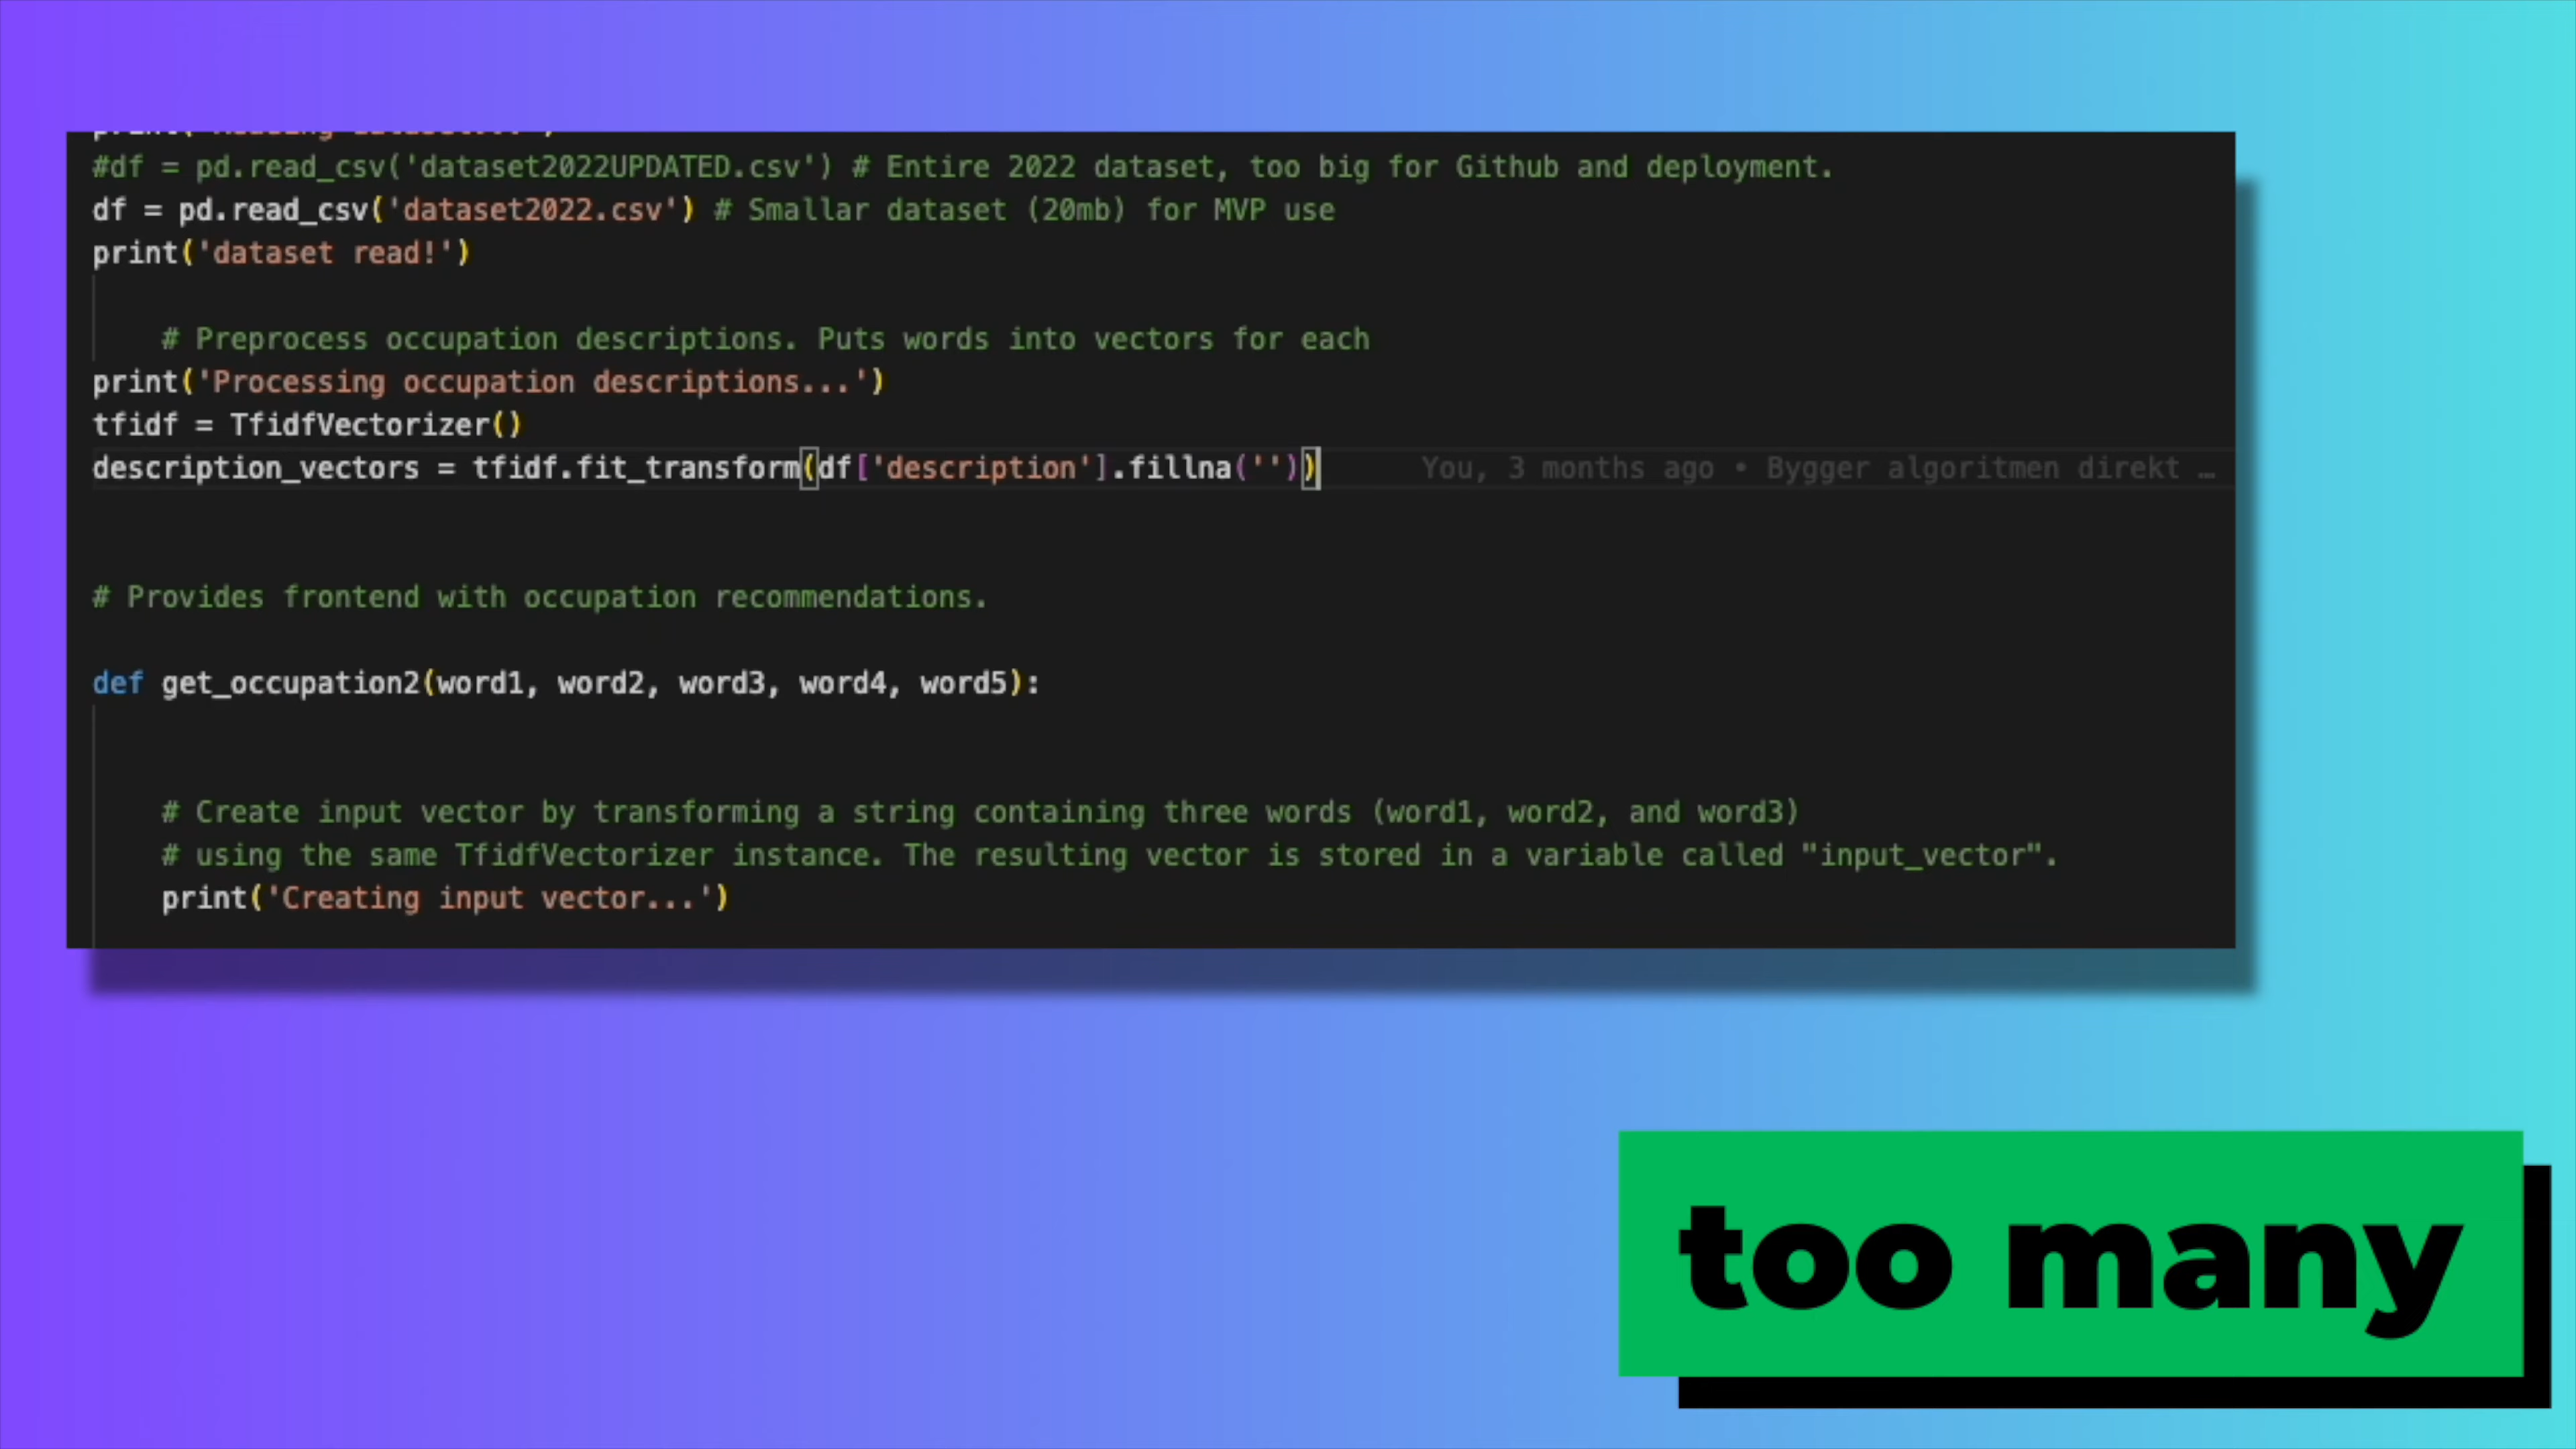 #df = pd.read_csv('dataset2022UPDATED.csv') # Entire 2022 dataset, too big for Github and deployment.
df = pd.read_csv('dataset2022.csv') # Smallar dataset (20mb) for MVP use
print('dataset read!')
# Preprocess occupation descriptions. Puts words into vectors for each
print('Processing occupation descriptions...')
tfidf = TfidfVectorizer()
description_vectors = tfidf.fit_transform(df['description'].fillna('')) You, 3 months ago • Bygger algoritmen direkt …
# Provides frontend with occupation recommendations.
def get_occupation2(word1, word2, word3, word4, word5):
# Create input vector by transforming a string containing three words (word1, word2, and word3)
# using the same TfidfVectorizer instance. The resulting vector is stored in a variable called "input_vector".
print('Creating input vector...')
too many